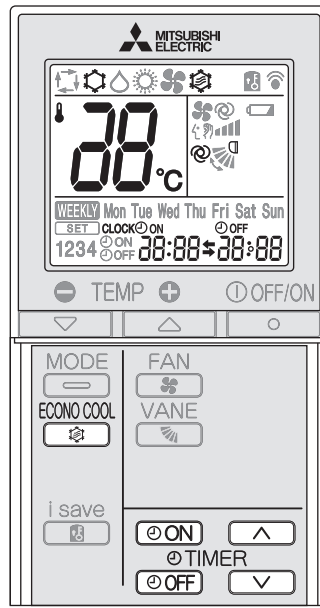 MITSUBISHI
ELECTRIC
88°C
WEEKLY Mon Tue Wed Thu Fri Sat Sun
SET CLOCK ON OFF
1234 ON OFF 88:88 88:88
TEMP OFF/ON
MODE FAN
ECONO COOL VANE
i save
ON
TIMER
OFF